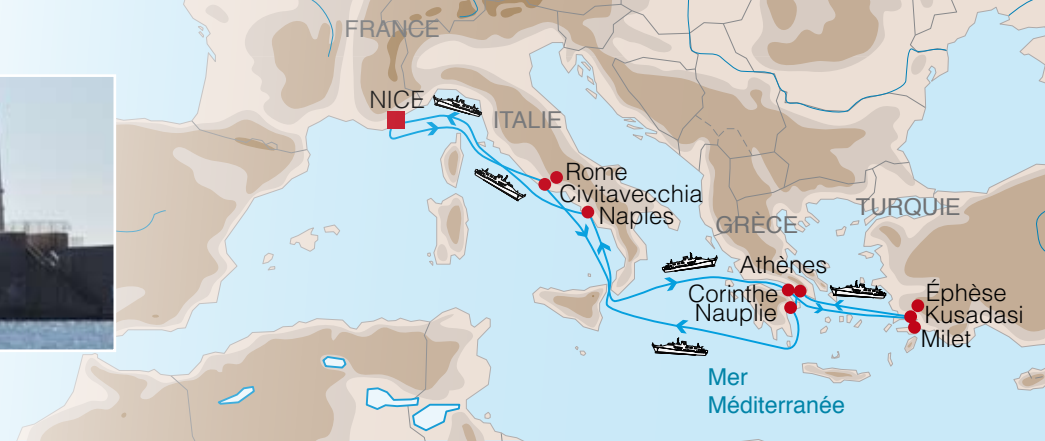 FRANCE
NICE
ITALIE
Rome
Civitavecchia
Naples
GRÈCE
TURQUIE
Athènes
Corinthe
Nauplie
Éphèse
Kusadasi
Milet
Mer
Méditerranée